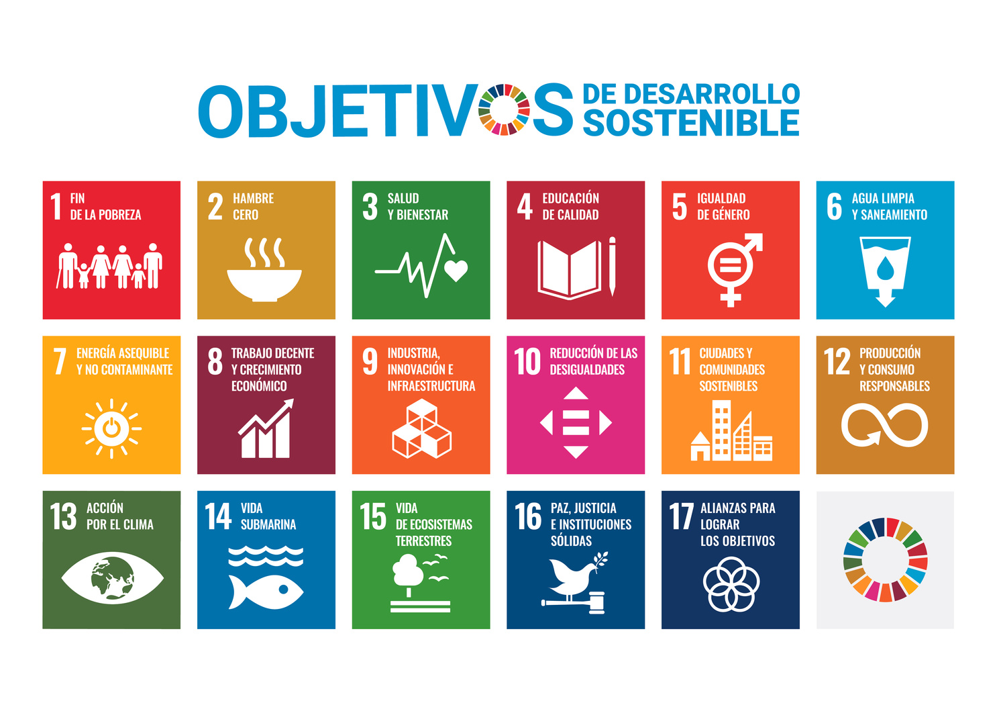 OBJETIVOS
DE DESARROLLO
SOSTENIBLE
1 FIN
DE LA POBREZA
2 HAMBRE
CERO
3 SALUD
Y BIENESTAR
4 EDUCACIÓN
DE CALIDAD
5 IGUALDAD
DE GÉNERO
6 AGUA LIMPIA
Y SANEAMIENTO
7 ENERGÍA ASEQUIBLE
Y NO CONTAMINANTE
8 TRABAJO DECENTE
Y CRECIMIENTO
ECONÓMICO
9 INDUSTRIA,
INNOVACIÓN E
INFRAESTRUCTURA
10 REDUCCIÓN DE LAS
DESIGUALDADES
11 CIUDADES Y
COMUNIDADES
SOSTENIBLES
12 PRODUCCIÓN
Y CONSUMO
RESPONSABLES
13 ACCIÓN
POR EL CLIMA
14 VIDA
SUBMARINA
15 VIDA
DE ECOSISTEMAS
TERRESTRES
16 PAZ, JUSTICIA
E INSTITUCIONES
SÓLIDAS
17 ALIANZAS PARA
LOGRAR
LOS OBJETIVOS